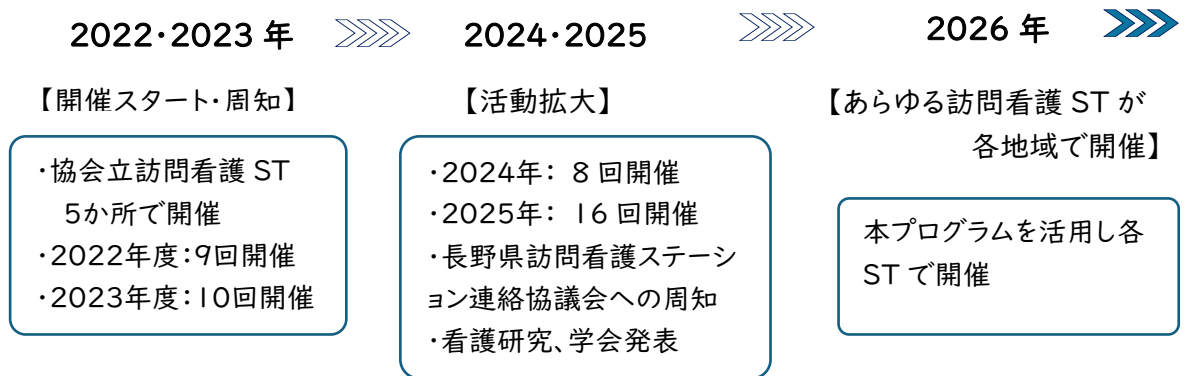 2022・2023 年
【開催スタート・周知】
・協会立訪問看護 ST
5か所で開催
・2022年度：9回開催
・2023年度：10回開催
2024・2025
【活動拡大】
・2024年： 8 回開催
・2025年： 16 回開催
・長野県訪問看護ステーシ
ョン連絡協議会への周知
・看護研究、学会発表
2026 年
【あらゆる訪問看護 ST が
各地域で開催】
本プログラムを活用し各
ST で開催